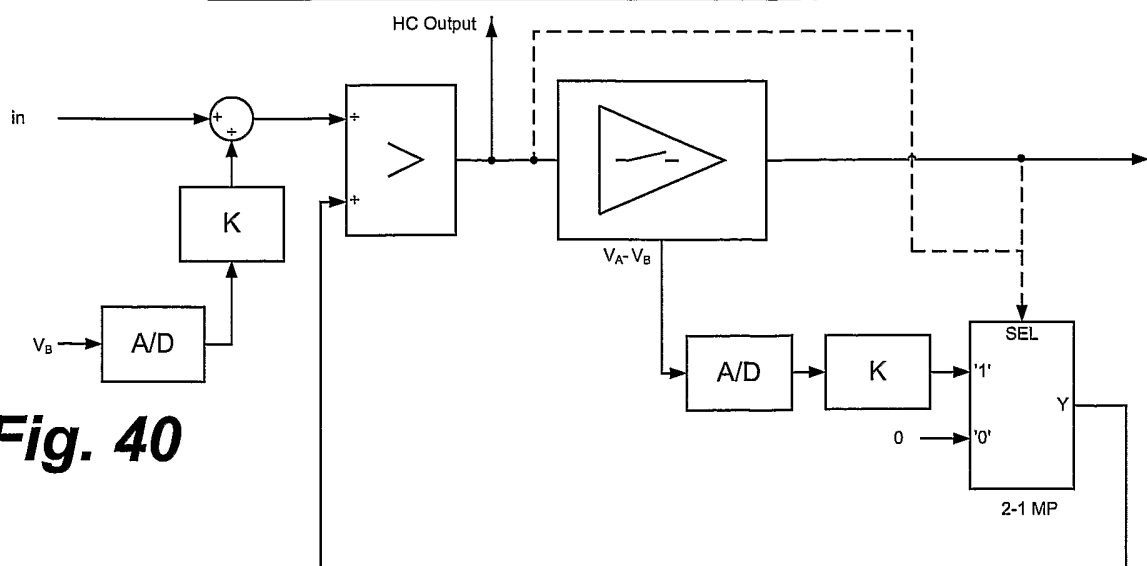 HC Output
in
+
÷
÷
>
÷
K
V_B
A/D
V_A-V_B
A/D
K
SEL
'1'
Y
0
'0'
2-1 MP
Fig. 40